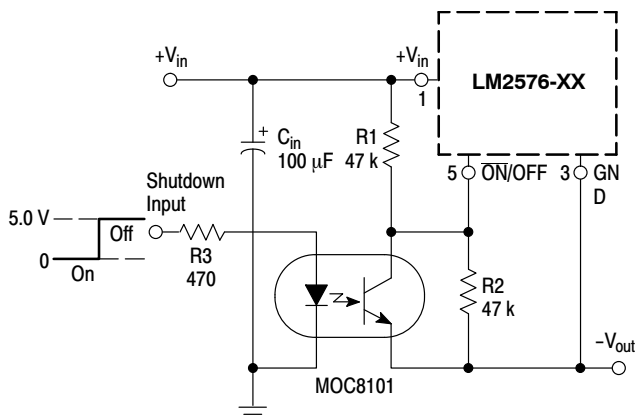 +Vin
+Vin
1
LM2576-XX
+
Cin
100 µF
R1
47 k
5
ON/OFF
3
GN
D
Shutdown
Input
5.0 V
Off
0
On
R3
470
R2
47 k
−Vout
MOC8101